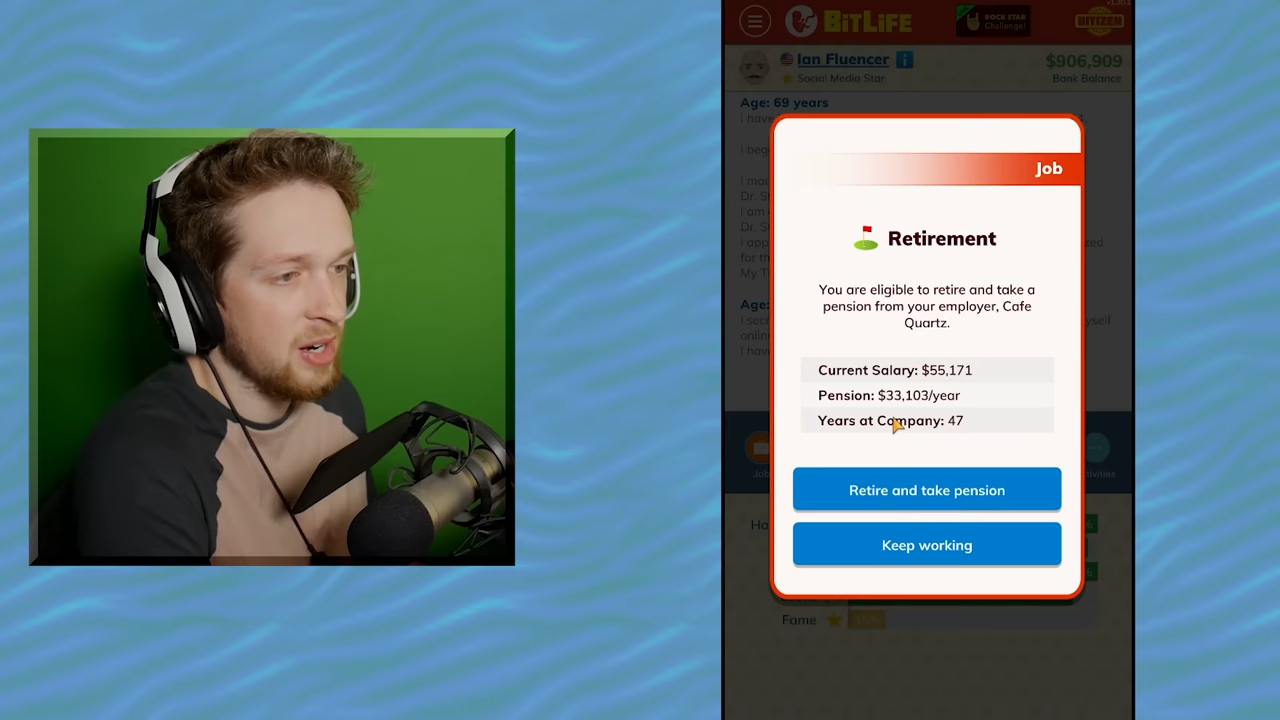 BITLIFE
ROCK STAR
Challenge!
BITIZEN
Ian Fluencer
$906,909
Social Media Star
Bank Balance
Age: 69 years
I have
Job
Retirement
You are eligible to retire and take a
pension from your employer, Cafe
Quartz.
Current Salary: $55,171
Pension: $33,103/year
Years at Company: 47
Retire and take pension
Keep working
Fame